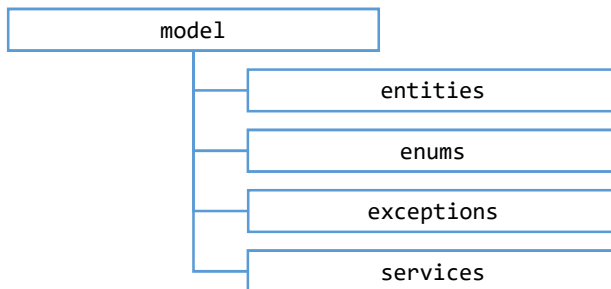 model
entities
enums
exceptions
services